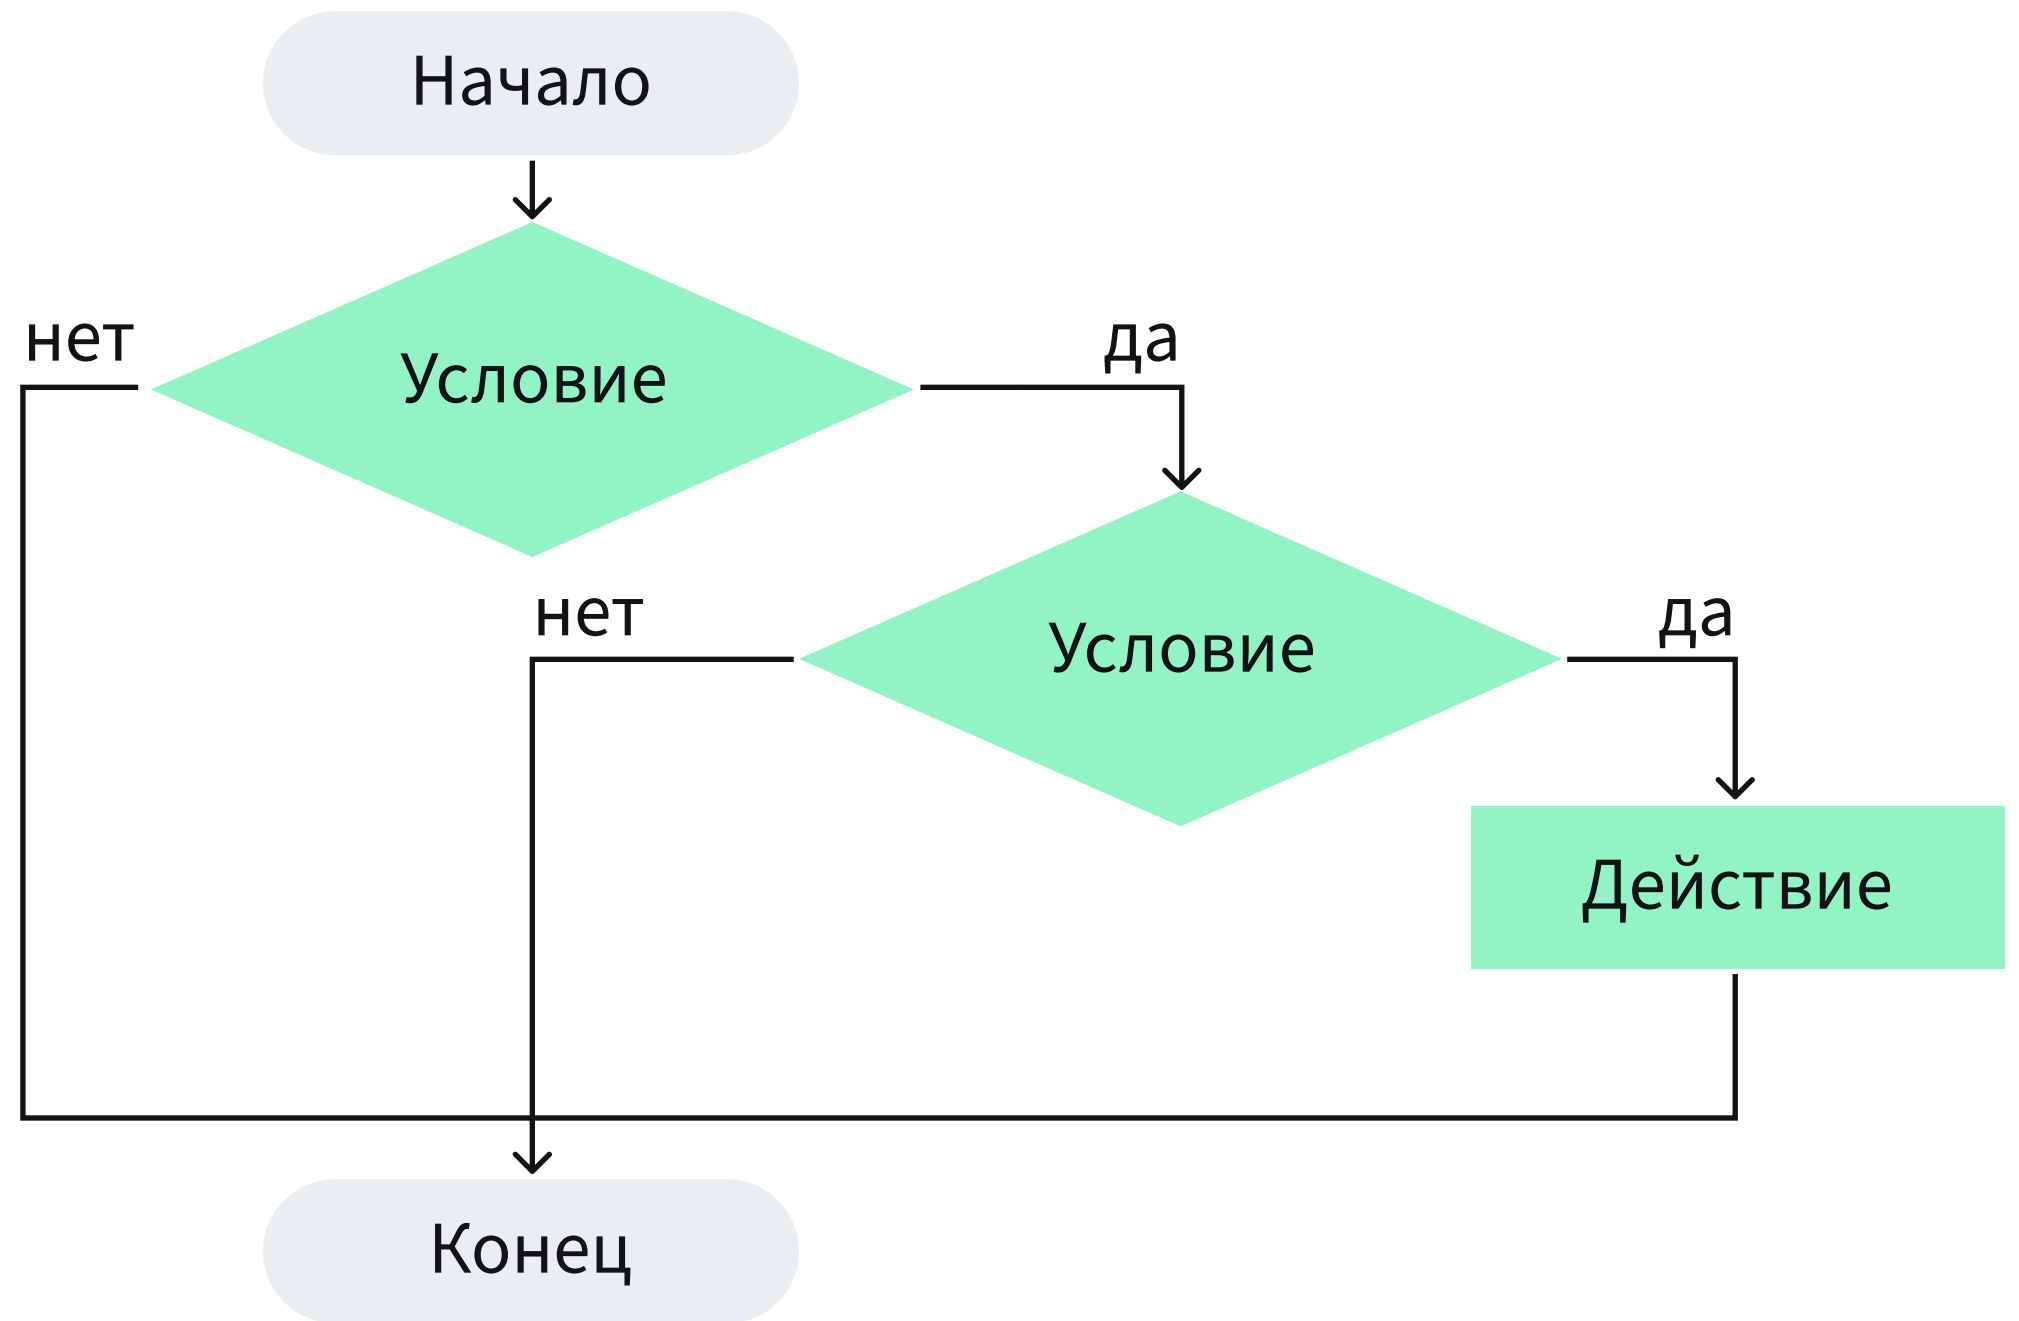 Начало
нет
да
Условие
нет
да
Условие
Действие
Конец